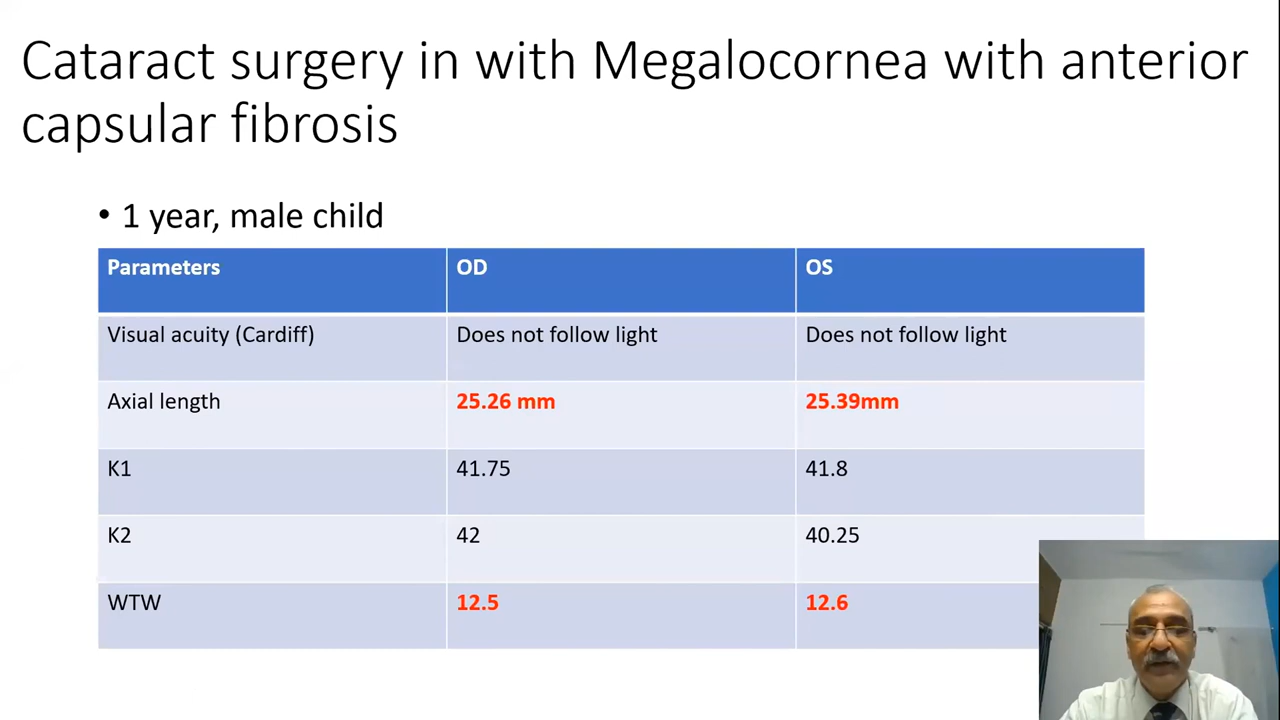 Cataract surgery in with Megalocornea with anterior
capsular fibrosis
• 1 year, male child
Parameters OD OS
Visual acuity (Cardiff) Does not follow light Does not follow light
Axial length 25.26 mm 25.39mm
K1 41.75 41.8
K2 42 40.25
WTW 12.5 12.6